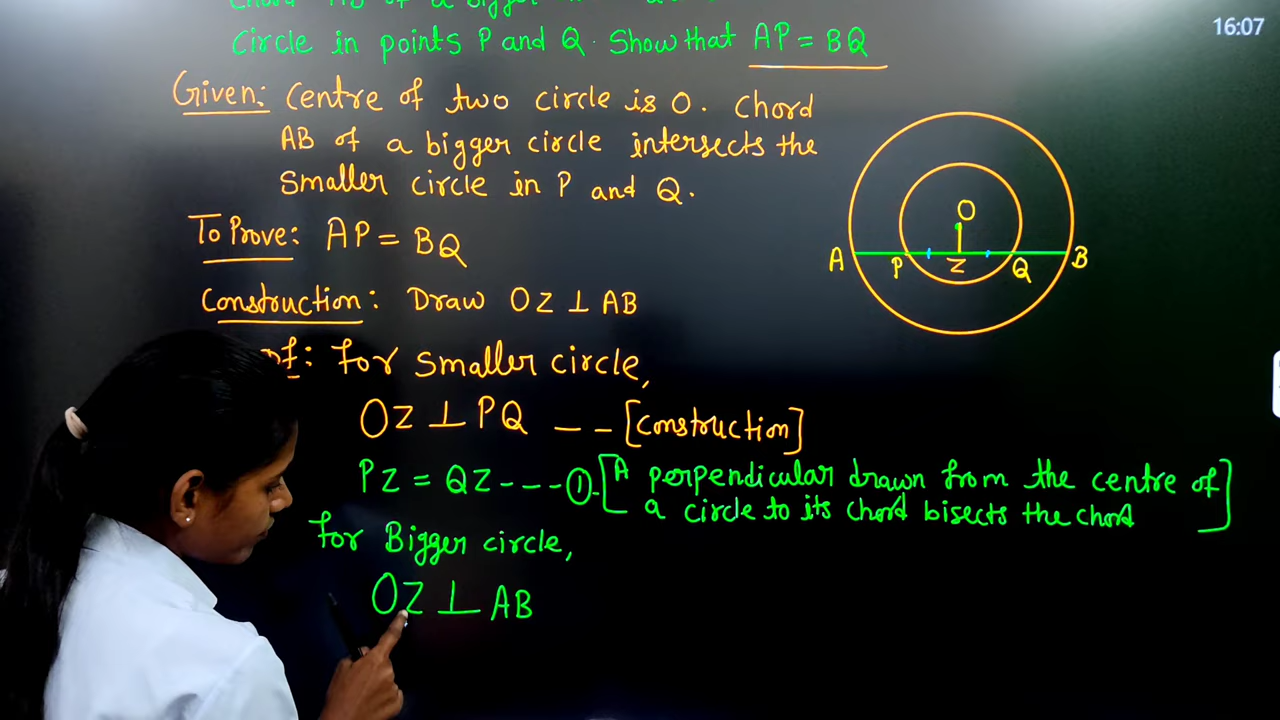 16:07
Circle in points P and Q. Show that AP = BQ
Given: Centre of two circle is O. Chord
AB of a bigger circle intersects the
smaller circle in P and Q.
To Prove: AP = BQ
Construction: Draw OZ ⊥ AB
for smaller circle,
OZ ⊥ PQ -- [construction]
PZ = QZ ---①.[A perpendicular drawn from the centre of
a circle to its chord bisects the chord]
for Bigger circle,
OZ ⊥ AB
O
A P Z Q B